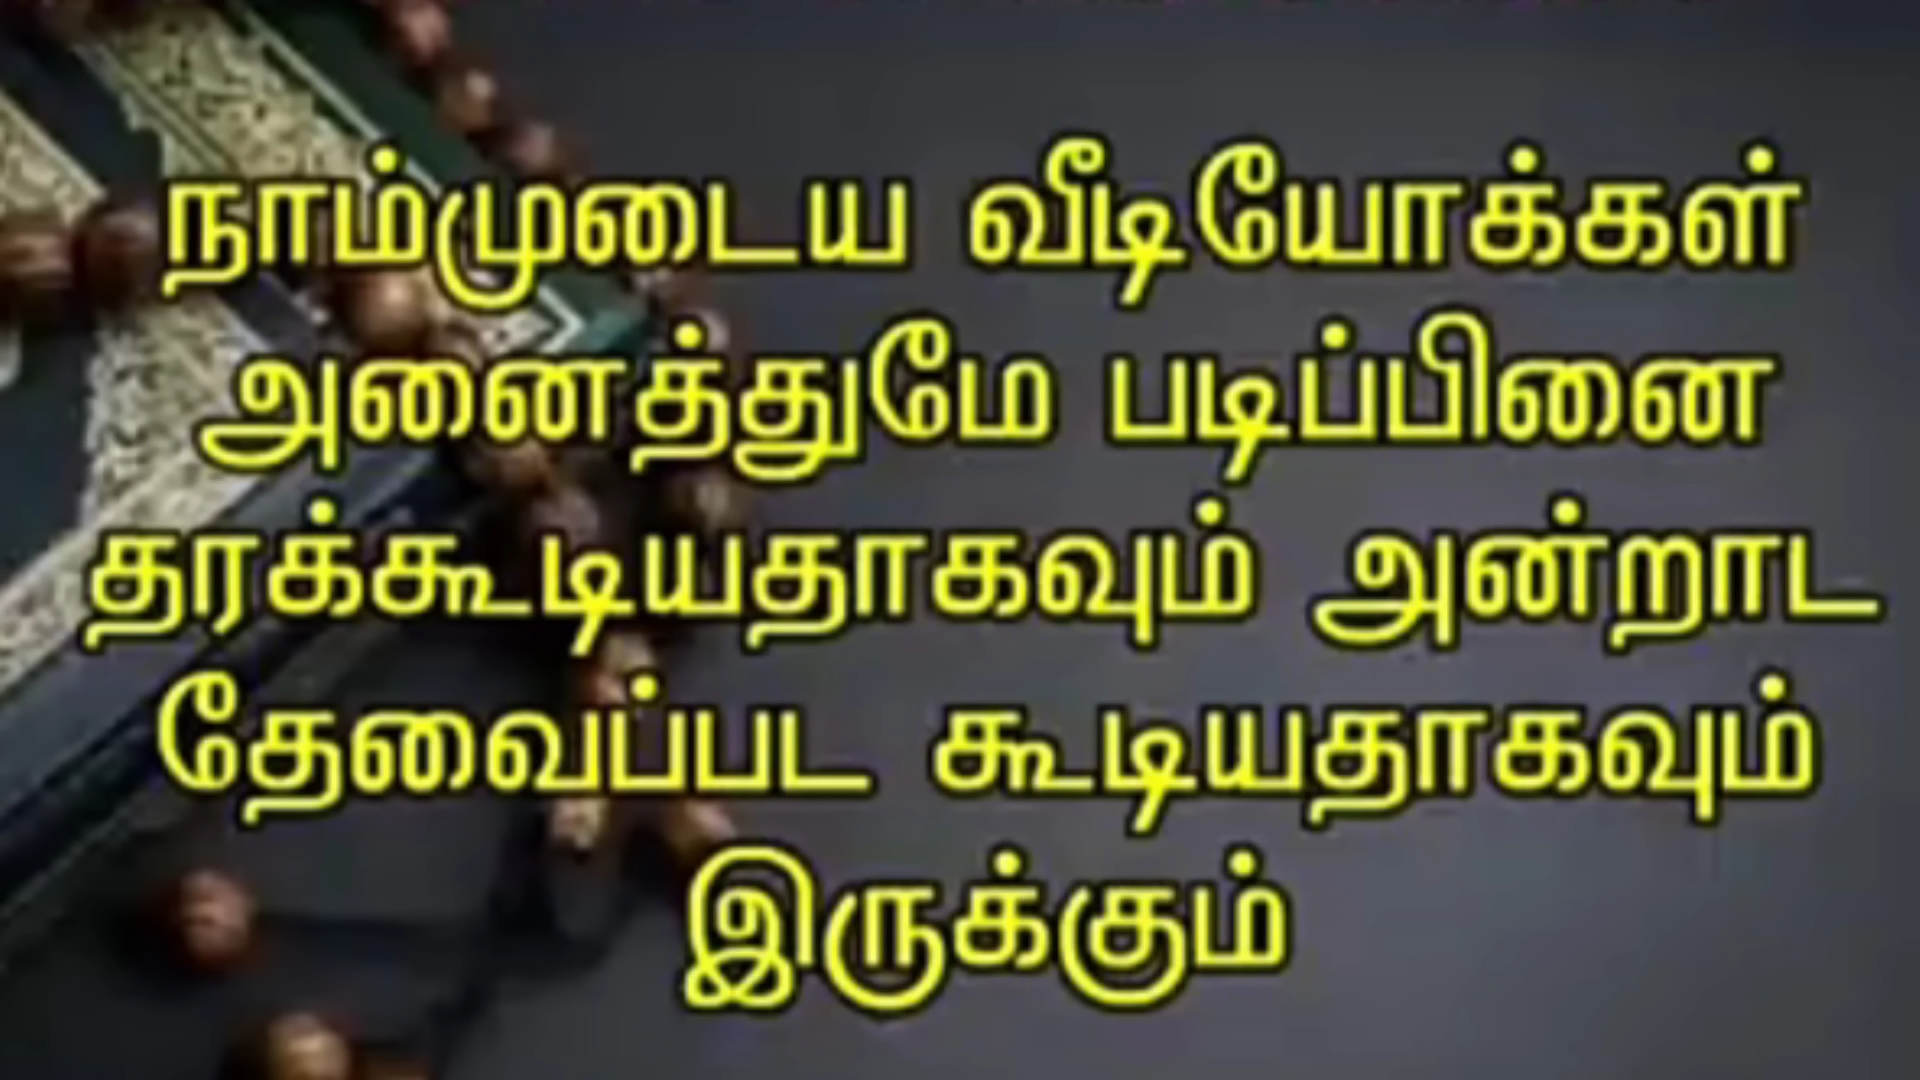 நாம்முடைய வீடியோக்கள்
அனைத்துமே படிப்பினை
தரக்கூடியதாகவும் அன்றாட
தேவைப்பட கூடியதாகவும்
இருக்கும்